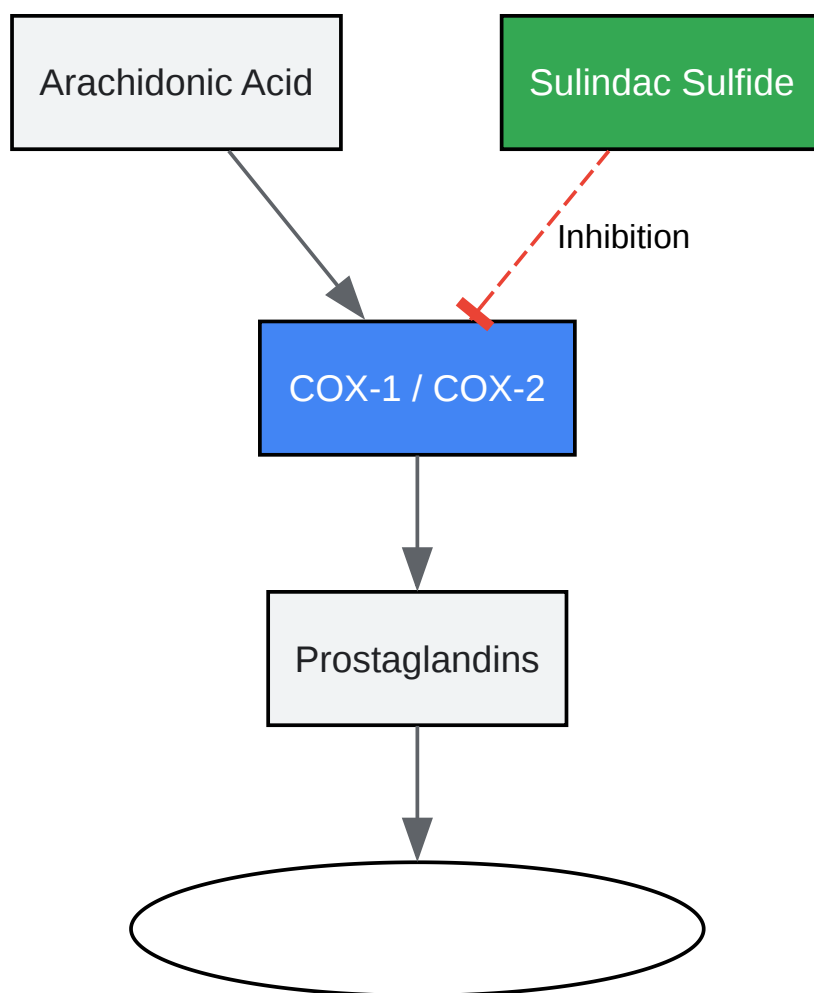 Arachidonic Acid
Sulindac Sulfide
Inhibition
COX-1 / COX-2
Prostaglandins